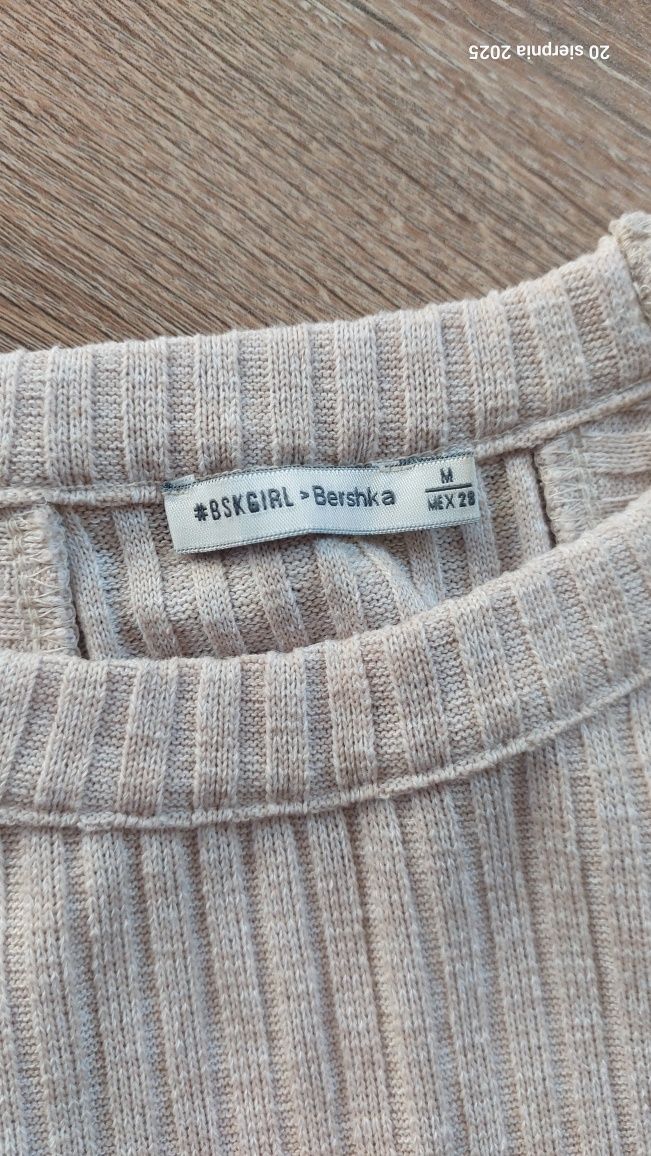 20 sierpnia 2025
#BSKGIRL > Bershka
M
MEX 28